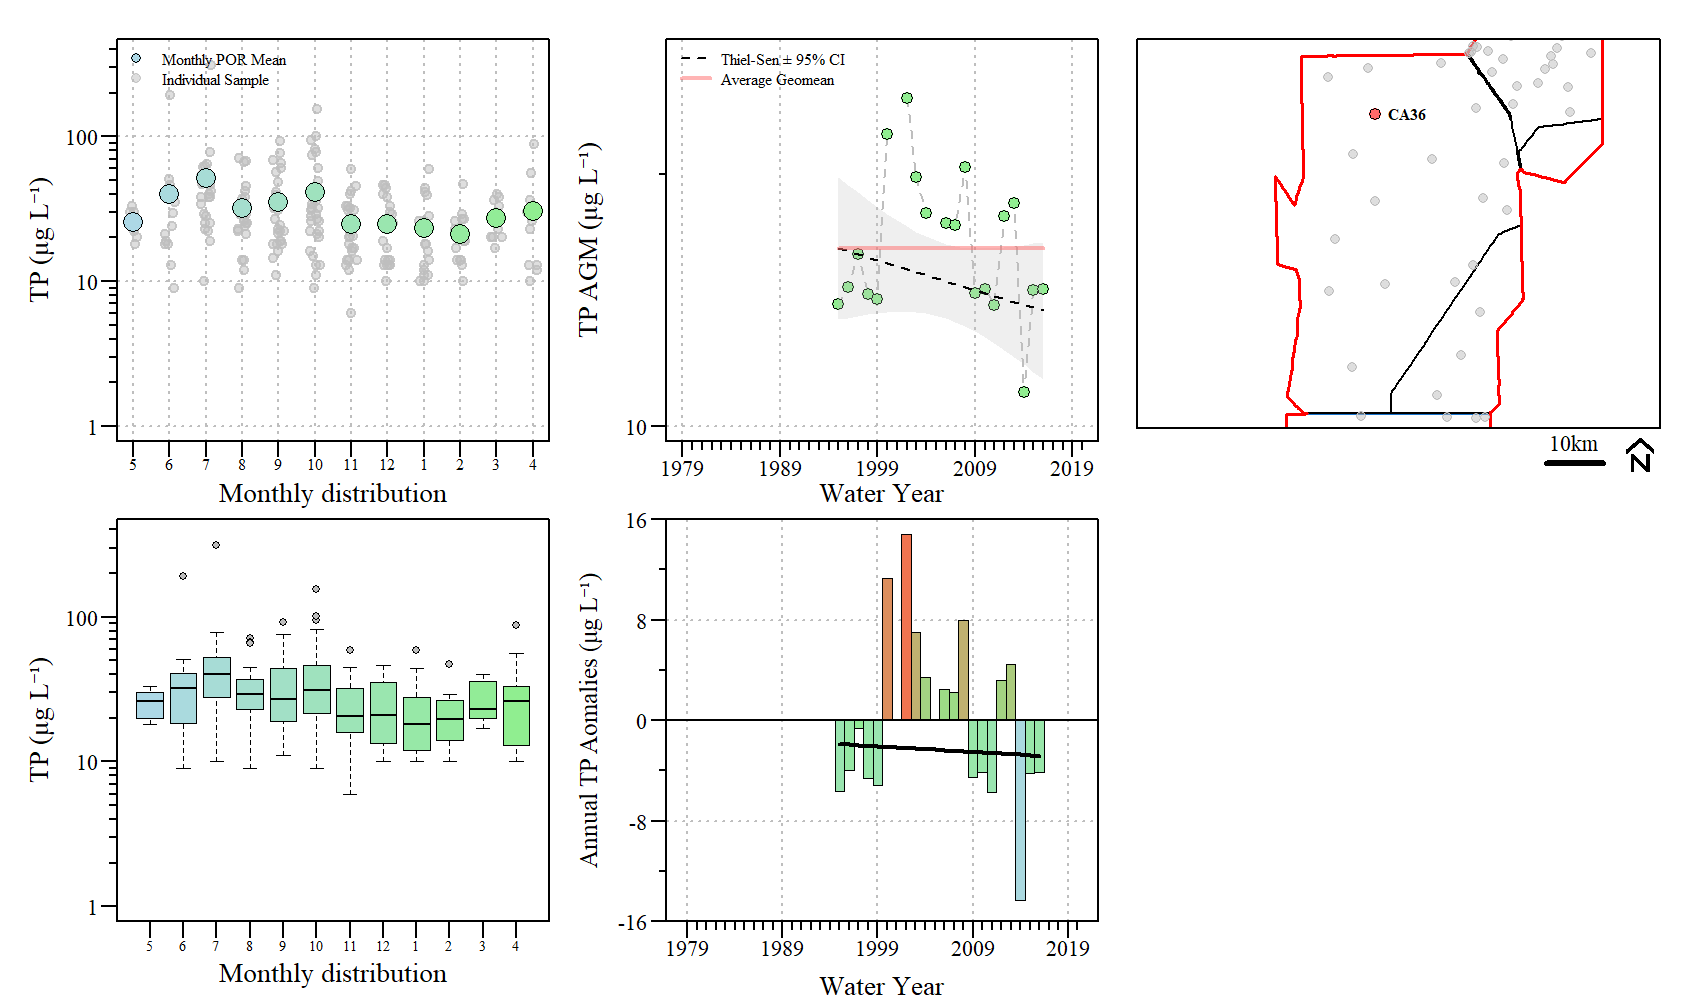 Monthly POR Mean
Individual Sample
100
10
1
TP (µg L⁻¹)
5 6 7 8 9 10 11 12 1 2 3 4
Monthly distribution
Thiel-Sen ± 95% CI
Average Geomean
10
TP AGM (µg L⁻¹)
1979 1989 1999 2009 2019
Water Year
CA36
10km
N
100
10
1
TP (µg L⁻¹)
5 6 7 8 9 10 11 12 1 2 3 4
Monthly distribution
16
8
0
-8
-16
Annual TP Aomalies (µg L⁻¹)
1979 1989 1999 2009 2019
Water Year